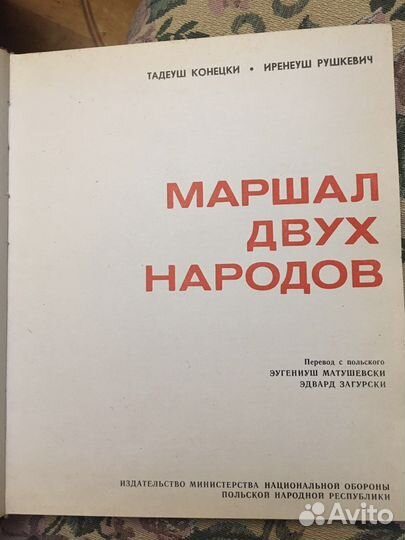 ТАДЕУШ КОНЕЦКИ • ИРЕНЕУШ РУШКЕВИЧ
МАРШАЛ
ДВУХ
НАРОДОВ
Перевод с польского
ЭУГЕНИУШ МАТУШЕВСКИ
ЭДВАРД ЗАГУРСКИ
ИЗДАТЕЛЬСТВО МИНИСТЕРСТВА НАЦИОНАЛЬНОЙ ОБОРОНЫ
ПОЛЬСКОЙ НАРОДНОЙ РЕСПУБЛИКИ
Avito